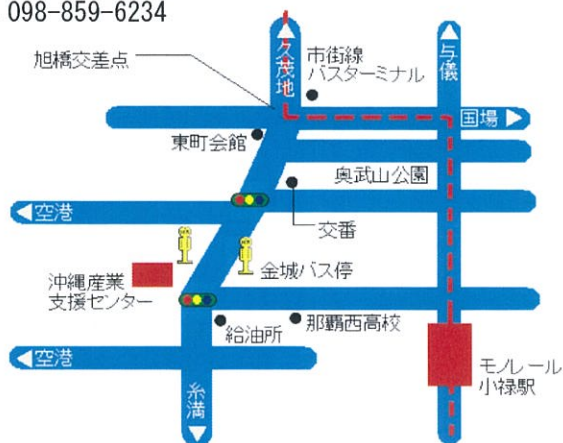 098-859-6234
旭橋交差点
久茂地
市街線
バスターミナル
与儀
国場
東町会館
奥武山公園
空港
交番
金城バス停
沖縄産業
支援センター
給油所
那覇西高校
空港
モノレール
小禄駅
糸満